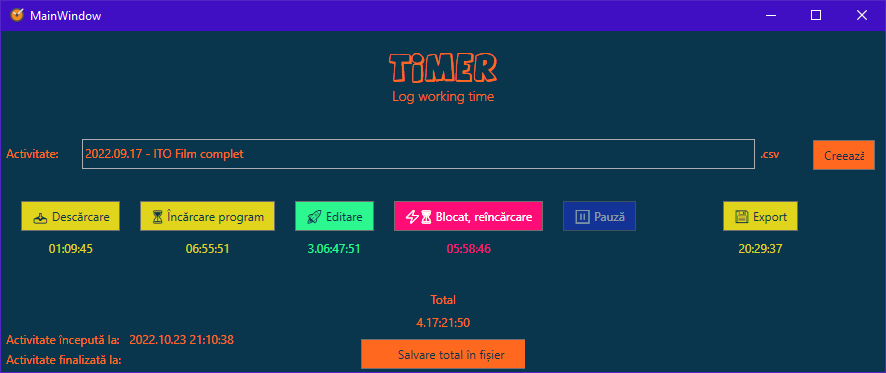 MainWindow
TiMER
Log working time
Activitate: 2022.09.17 - ITO Film complet .csv Creează
Descărcare Încărcare program Editare Blocat, reîncărcare Pauză Export
01:09:45 06:55:51 3.06:47:51 05:58:46 20:29:37
Total
4.17:21:50
Activitate începută la: 2022.10.23 21:10:38
Salvare total în fișier
Activitate finalizată la: